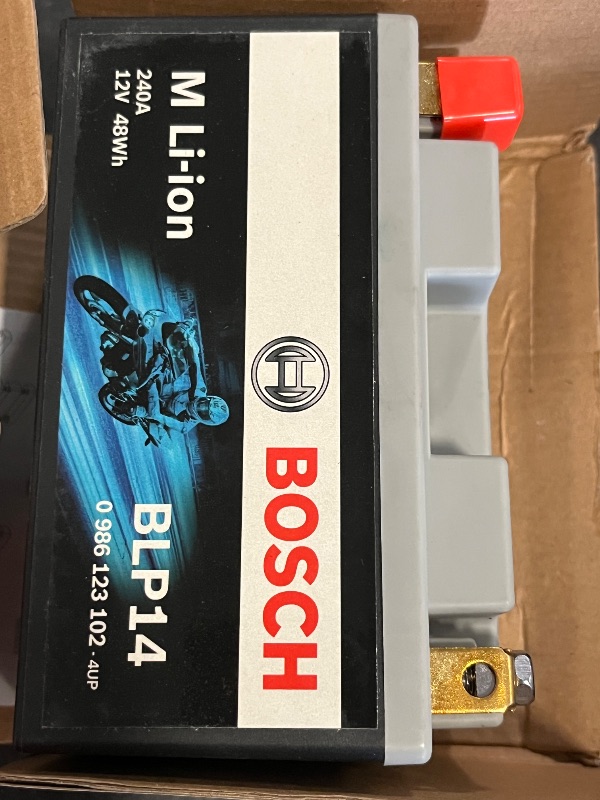 BOSCH
M Li-ion
240A
12V 48Wh
BLP14
0 986 123 102 - 4UP